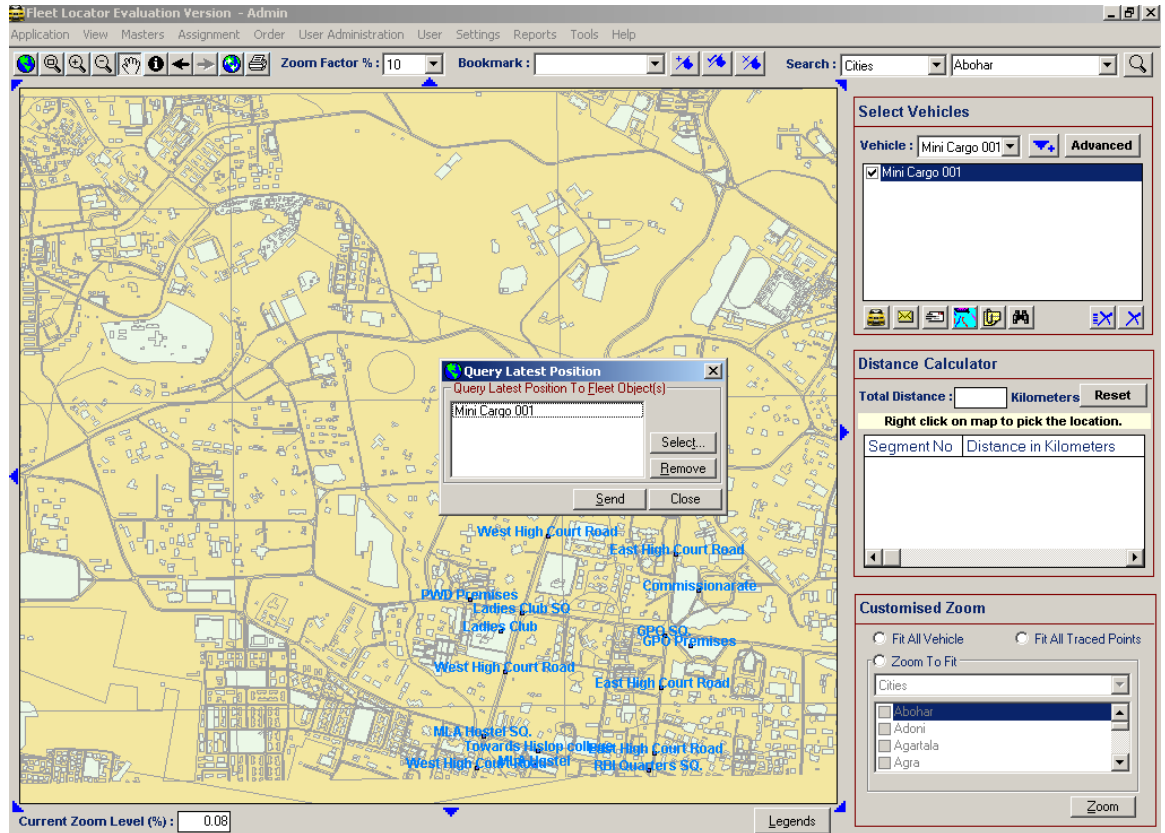 Fleet Locator Evaluation Version - Admin
Application View Masters Assignment Order User Administration User Settings Reports Tools Help
Zoom Factor % : 10 Bookmark : Search : Cities Abohar
Select Vehicles
Vehicle : Mini Cargo 001 Advanced
Mini Cargo 001
Distance Calculator
Total Distance : Kilometers Reset
Right click on map to pick the location.
Segment No Distance in Kilometers
Query Latest Position
Query Latest Position To Fleet Object(s)
Mini Cargo 001
Select...
Remove
Send Close
West High Court Road
East High Court Road
Commissionarate
PWD Premises
Ladies Club SQ
Ladies Club
GPO SQ.
GPO Premises
West High Court Road
East High Court Road
MLA Hostel SQ.
Towards Hislop college
East High Court Road
West High Court Road
MLA Hostel
RBI Quarters SQ.
Customised Zoom
Fit All Vehicle Fit All Traced Points
Zoom To Fit
Cities
Abohar
Adoni
Agartala
Agra
Zoom
Current Zoom Level (%) : 0.08 Legends